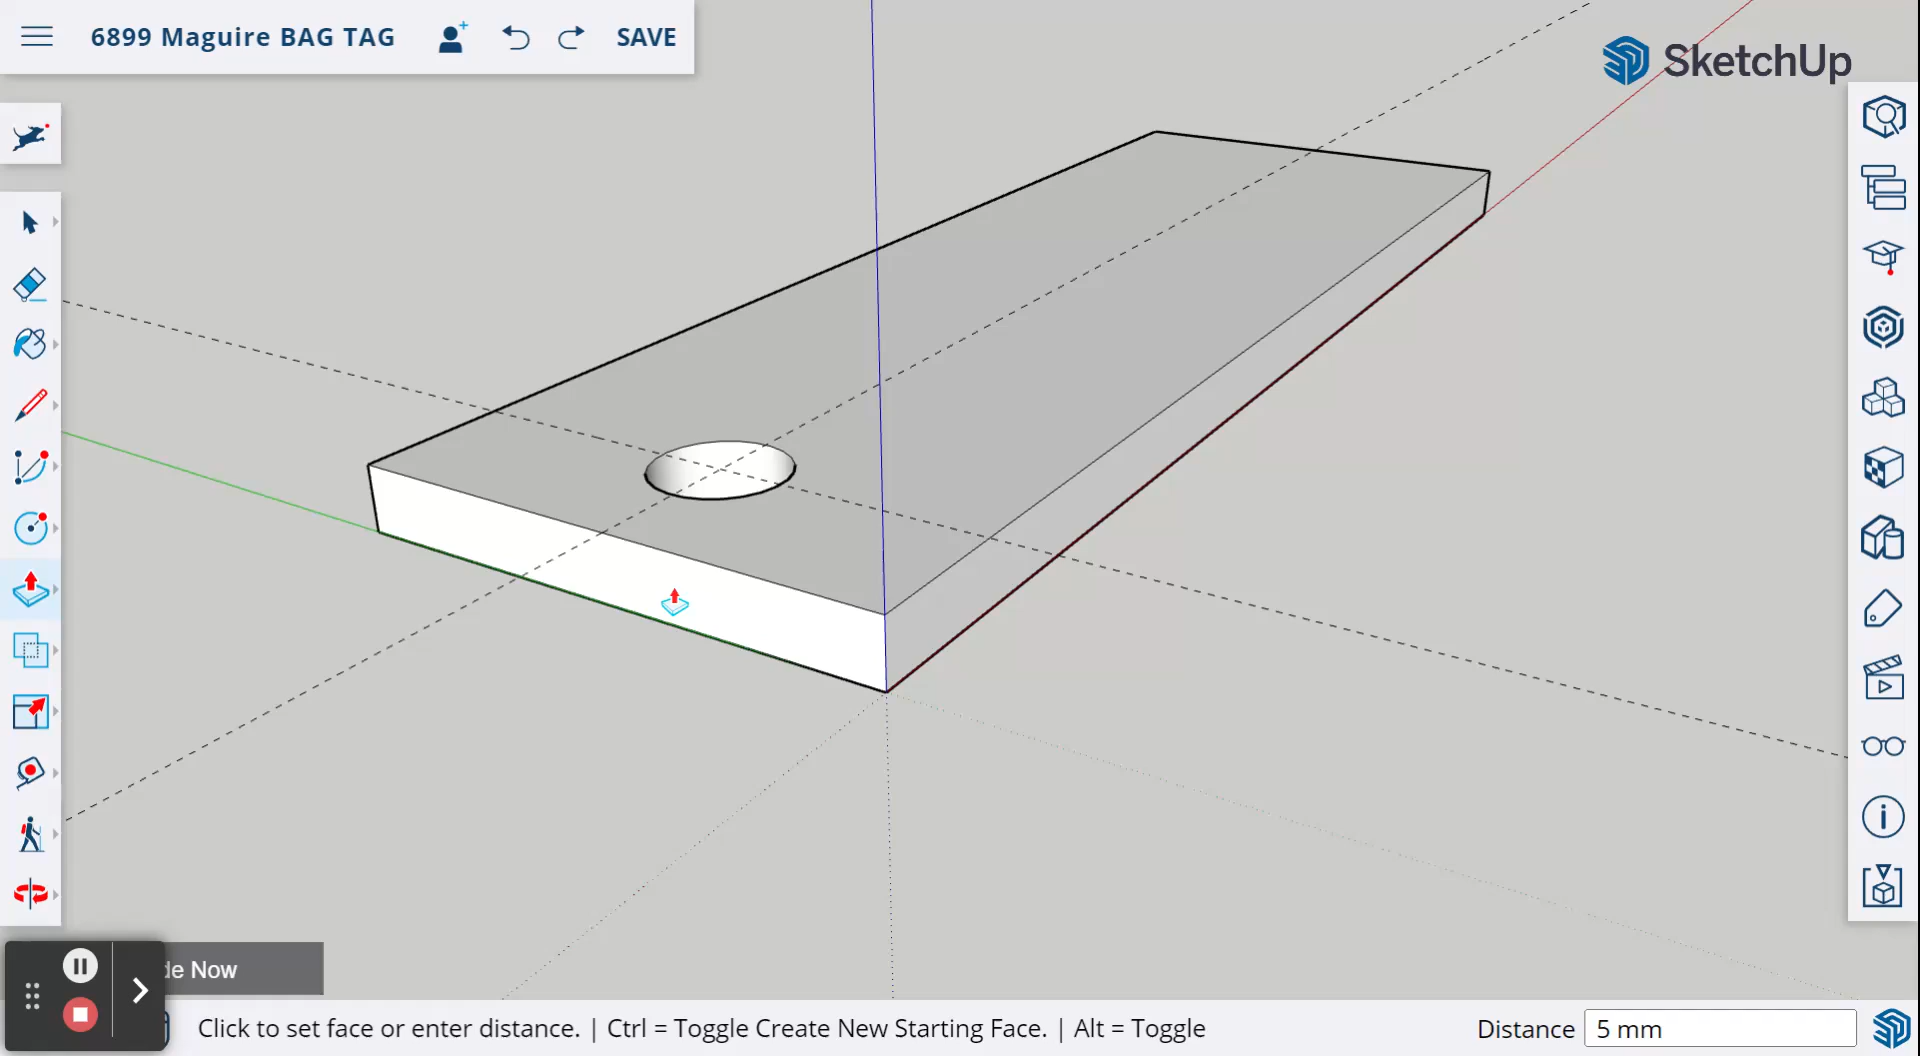 6899 Maguire BAG TAG
SAVE
SketchUp
de Now
Click to set face or enter distance. | Ctrl = Toggle Create New Starting Face. | Alt = Toggle
Distance
5 mm